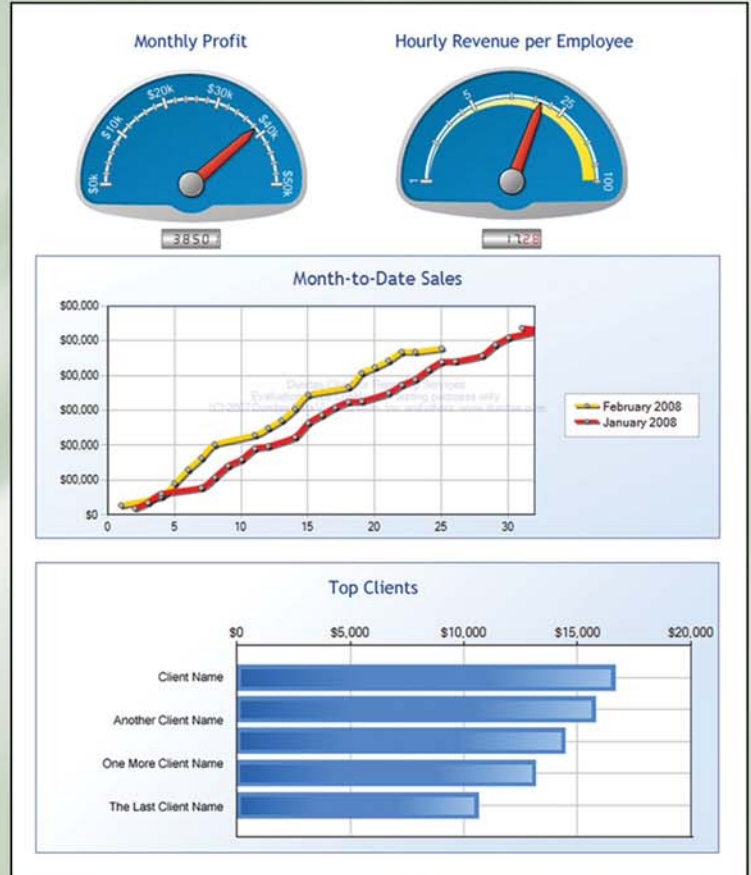 Monthly Profit
Hourly Revenue per Employee
$0k
$10k
$20k
$30k
$40k
$50k
1
5
25
100
3850
17.28
Month-to-Date Sales
$00,000
$00,000
$00,000
$00,000
$00,000
$00,000
$0
0 5 10 15 20 25 30
February 2008
January 2008
Top Clients
$0 $5,000 $10,000 $15,000 $20,000
Client Name
Another Client Name
One More Client Name
The Last Client Name